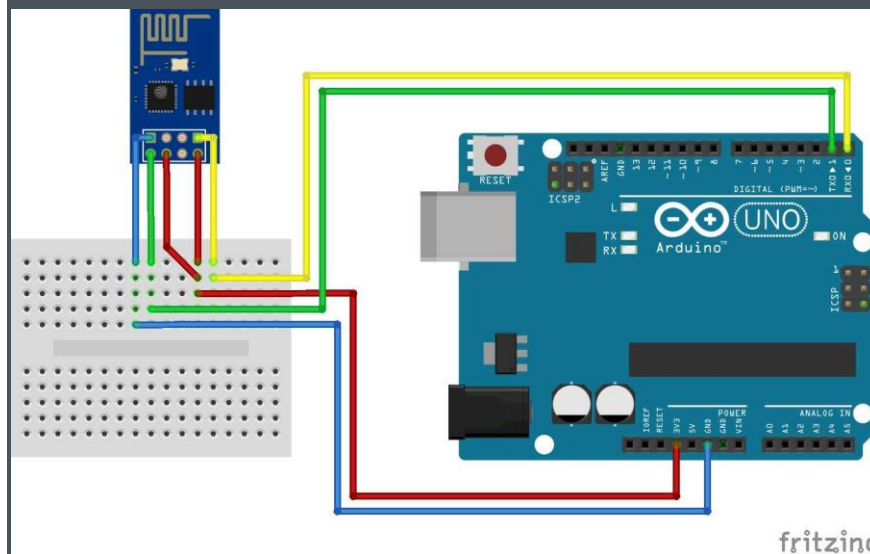 RESET
ICSP2
AREF
GND
13
12
~11
~10
~9
8
7
~6
~5
4
~3
2
TX0▶1
RX0◀0
DIGITAL (PWM=~)
L
TX
RX
Arduino™
UNO
ON
1
ICSP
POWER
ANALOG IN
IOREF
RESET
3V3
5V
GND
GND
VIN
A0
A1
A2
A3
A4
A5
fritzing